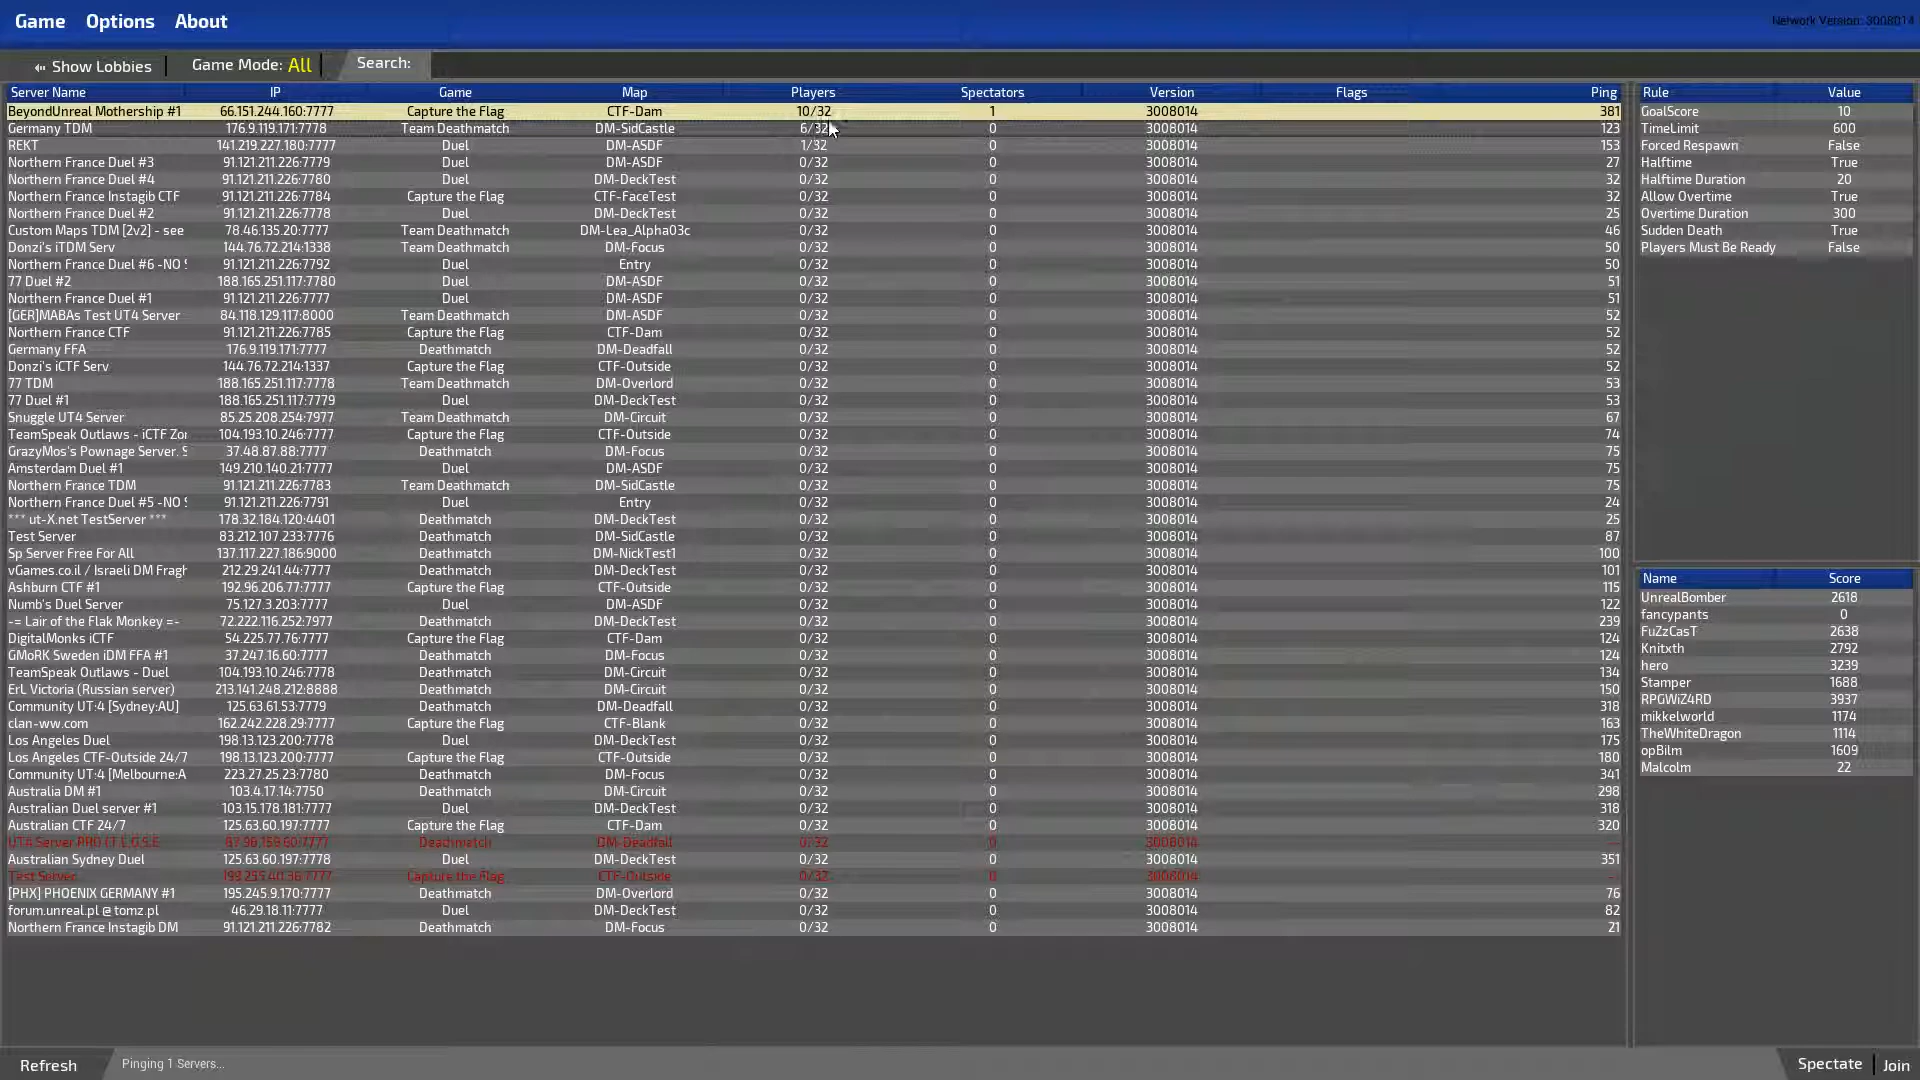 Game Options About
Network Version: 3008014
Show Lobbies Game Mode: All Search:
Server Name IP Game Map Players Spectators Version Flags Ping
BeyondUnreal Mothership #1 66.151.244.160:7777 Capture the Flag CTF-Dam 10/32 1 3008014 381
Germany TDM 176.9.119.171:7778 Team Deathmatch DM-SidCastle 6/32 0 3008014 123
REKT 141.219.227.180:7777 Duel DM-ASDF 1/32 0 3008014 153
Northern France Duel #3 91.121.211.226:7779 Duel DM-ASDF 0/32 0 3008014 27
Northern France Duel #4 91.121.211.226:7780 Duel DM-DeckTest 0/32 0 3008014 32
Northern France Instagib CTF 91.121.211.226:7784 Capture the Flag CTF-FaceTest 0/32 0 3008014 32
Northern France Duel #2 91.121.211.226:7778 Duel DM-DeckTest 0/32 0 3008014 25
Custom Maps TDM [2v2] - see 78.46.135.20:7777 Team Deathmatch DM-Lea_Alpha03c 0/32 0 3008014 46
Donzi's iTDM Serv 144.76.72.214:1338 Team Deathmatch DM-Focus 0/32 0 3008014 50
Northern France Duel #6 -NO 91.121.211.226:7792 Duel Entry 0/32 0 3008014 50
77 Duel #2 188.165.251.117:7780 Duel DM-ASDF 0/32 0 3008014 51
Northern France Duel #1 91.121.211.226:7777 Duel DM-ASDF 0/32 0 3008014 51
[GER]MABAs Test UT4 Server 84.118.129.117:8000 Team Deathmatch DM-ASDF 0/32 0 3008014 52
Northern France CTF 91.121.211.226:7785 Capture the Flag CTF-Dam 0/32 0 3008014 52
Germany FFA 176.9.119.171:7777 Deathmatch DM-Deadfall 0/32 0 3008014 52
Donzi's iCTF Serv 144.76.72.214:1337 Capture the Flag CTF-Outside 0/32 0 3008014 52
77 TDM 188.165.251.117:7778 Team Deathmatch DM-Overlord 0/32 0 3008014 53
77 Duel #1 188.165.251.117:7779 Duel DM-DeckTest 0/32 0 3008014 53
Snuggle UT4 Server 85.25.208.254:7977 Team Deathmatch DM-Circuit 0/32 0 3008014 67
TeamSpeak Outlaws - iCTF Zor 104.193.10.246:7777 Capture the Flag CTF-Outside 0/32 0 3008014 74
GrazyMos's Pownage Server. 37.48.87.88:7777 Deathmatch DM-Focus 0/32 0 3008014 75
Amsterdam Duel #1 149.210.140.21:7777 Duel DM-ASDF 0/32 0 3008014 75
Northern France TDM 91.121.211.226:7783 Team Deathmatch DM-SidCastle 0/32 0 3008014 75
Northern France Duel #5 -NO 91.121.211.226:7791 Duel Entry 0/32 0 3008014 24
*** ut-X.net TestServer *** 178.32.184.120:4401 Deathmatch DM-DeckTest 0/32 0 3008014 25
Test Server 83.212.107.233:7776 Deathmatch DM-SidCastle 0/32 0 3008014 87
Sp Server Free For All 137.117.227.186:9000 Deathmatch DM-NickTest1 0/32 0 3008014 100
vGames.co.il / Israeli DM Fragh 212.29.241.44:7777 Deathmatch DM-DeckTest 0/32 0 3008014 101
Ashburn CTF #1 192.96.206.77:7777 Capture the Flag CTF-Outside 0/32 0 3008014 115
Numb's Duel Server 75.127.3.203:7777 Duel DM-ASDF 0/32 0 3008014 122
-= Lair of the Flak Monkey =- 72.222.116.252:7977 Deathmatch DM-DeckTest 0/32 0 3008014 239
DigitalMonks iCTF 54.225.77.76:7777 Capture the Flag CTF-Dam 0/32 0 3008014 124
GMoRK Sweden iDM FFA #1 37.247.16.60:7777 Deathmatch DM-Focus 0/32 0 3008014 124
TeamSpeak Outlaws - Duel 104.193.10.246:7778 Deathmatch DM-Circuit 0/32 0 3008014 134
ErL Victoria (Russian server) 213.141.248.212:8888 Deathmatch DM-Circuit 0/32 0 3008014 150
Community UT:4 [Sydney:AU] 125.63.61.53:7779 Deathmatch DM-Deadfall 0/32 0 3008014 318
clan-ww.com 162.242.228.29:7777 Capture the Flag CTF-Blank 0/32 0 3008014 163
Los Angeles Duel 198.13.123.200:7778 Duel DM-DeckTest 0/32 0 3008014 175
Los Angeles CTF-Outside 24/7 198.13.123.200:7777 Capture the Flag CTF-Outside 0/32 0 3008014 180
Community UT:4 [Melbourne:A 223.27.25.23:7780 Deathmatch DM-Focus 0/32 0 3008014 341
Australia DM #1 103.4.17.14:7750 Deathmatch DM-Circuit 0/32 0 3008014 298
Australian Duel server #1 103.15.178.181:7777 Duel DM-DeckTest 0/32 0 3008014 318
Australian CTF 24/7 125.63.60.197:7777 Capture the Flag CTF-Dam 0/32 0 3008014 320
UT4 Server PRO Deathmatch DM-Deadfall 0/32 0 3008014 --
Australian Sydney Duel 125.63.60.197:7778 Duel DM-DeckTest 0/32 0 3008014 351
Test Server Capture the Flag CTF-Outside 0/32 0 3008014 --
[PHX] PHOENIX GERMANY #1 195.245.9.170:7777 Deathmatch DM-Overlord 0/32 0 3008014 76
forum.unreal.pl @ tomz.pl 46.29.18.11:7777 Duel DM-DeckTest 0/32 0 3008014 82
Northern France Instagib DM 91.121.211.226:7782 Deathmatch DM-Focus 0/32 0 3008014 21
Rule Value
GoalScore 10
TimeLimit 600
Forced Respawn False
Halftime True
Halftime Duration 20
Allow Overtime True
Overtime Duration 300
Sudden Death True
Players Must Be Ready False
Name Score
UnrealBomber 2618
fancypants 0
FuZzCasT 2638
Knitxth 2792
hero 3239
Stamper 1688
RPGWiZ4RD 3937
mikkelworld 1174
TheWhiteDragon 1114
opBilm 1609
Malcolm 22
Refresh Pinging 1 Servers... Spectate Join